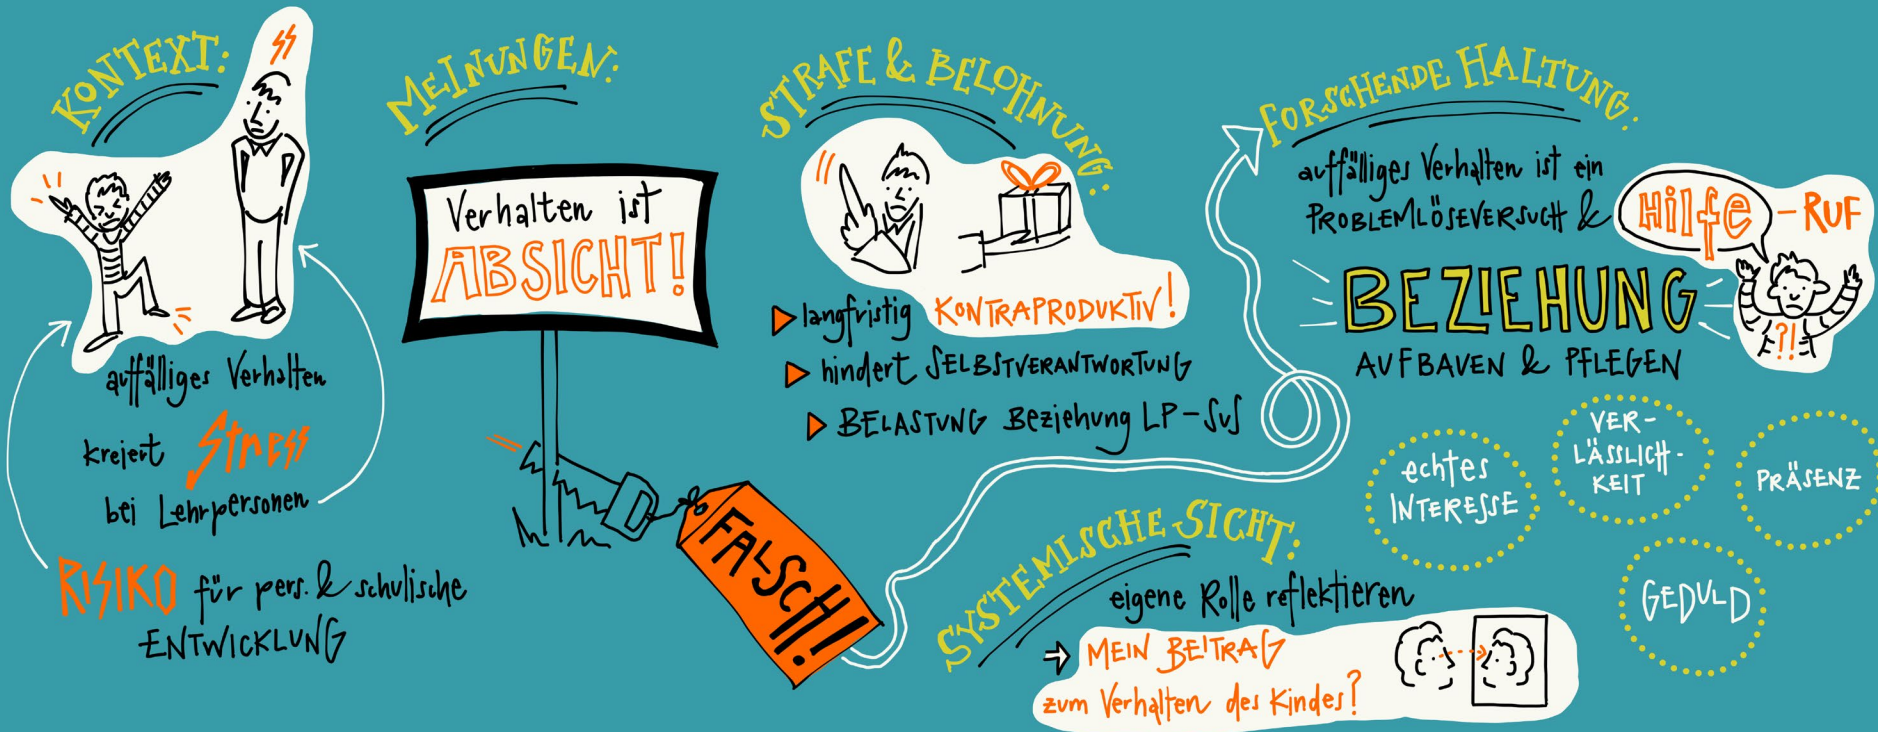 KONTEXT:
auffälliges Verhalten
kreiert Stress
bei Lehrpersonen
RISIKO für pers. & schulische
ENTWICKLUNG
MEINUNGEN:
Verhalten ist
ABSICHT!
FALSCH!
STRAFE & BELOHNUNG:
langfristig KONTRAPRODUKTIV!
hindert SELBSTVERANTWORTUNG
BELASTUNG Beziehung LP - SuS
SYSTEMISCHE SICHT:
eigene Rolle reflektieren
MEIN BEITRAG
zum Verhalten des Kindes?
FORSCHENDE HALTUNG:
auffälliges Verhalten ist ein
PROBLEMLÖSEVERSUCH & Hilfe - RUF
BEZIEHUNG
AUFBAUEN & PFLEGEN
?!
echtes
INTERESSE
VER-
LÄSSLICH-
KEIT
PRÄSENZ
GEDULD